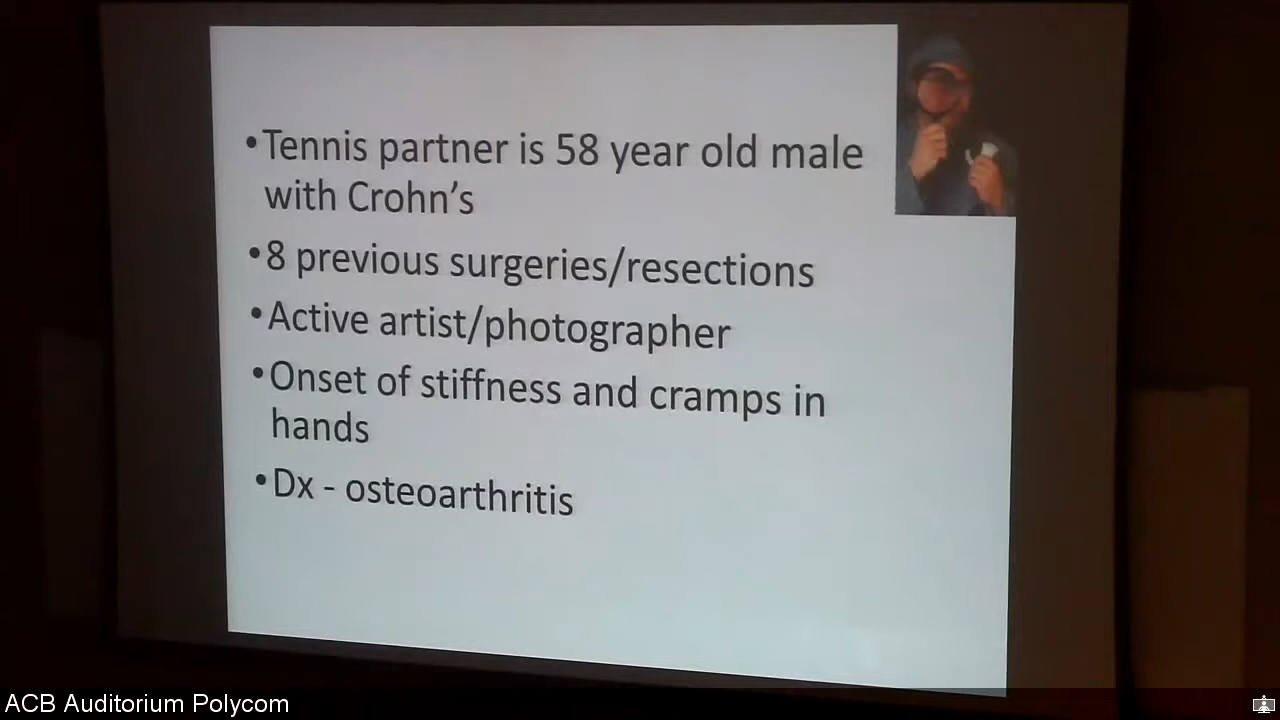 •Tennis partner is 58 year old male
with Crohn's
•8 previous surgeries/resections
•Active artist/photographer
•Onset of stiffness and cramps in
hands
•Dx - osteoarthritis
ACB Auditorium Polycom